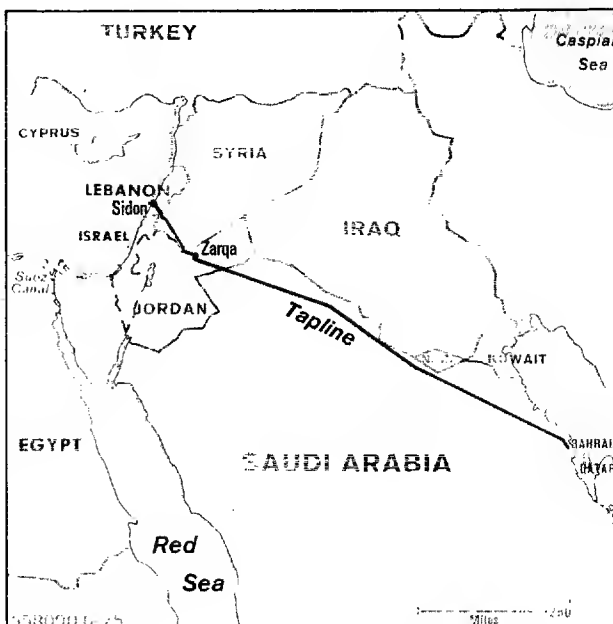 TURKEY
Caspian
Sea
CYPRUS
SYRIA
LEBANON
Sidon
ISRAEL
IRAQ
Zarqa
Suez
Canal
JORDAN
Tapline
N. Z.
KUWAIT
EGYPT
SAUDI ARABIA
BAHRAI
QATAR
Red
Sea
Miles